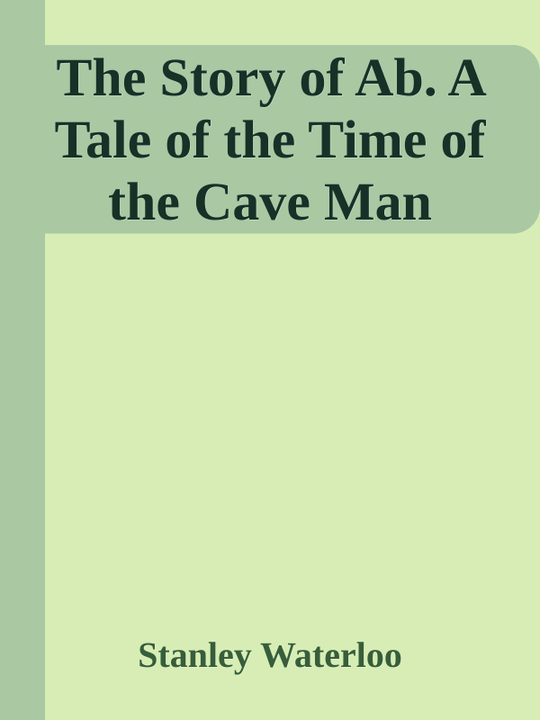 The Story of Ab. A
Tale of the Time of
the Cave Man
Stanley Waterloo